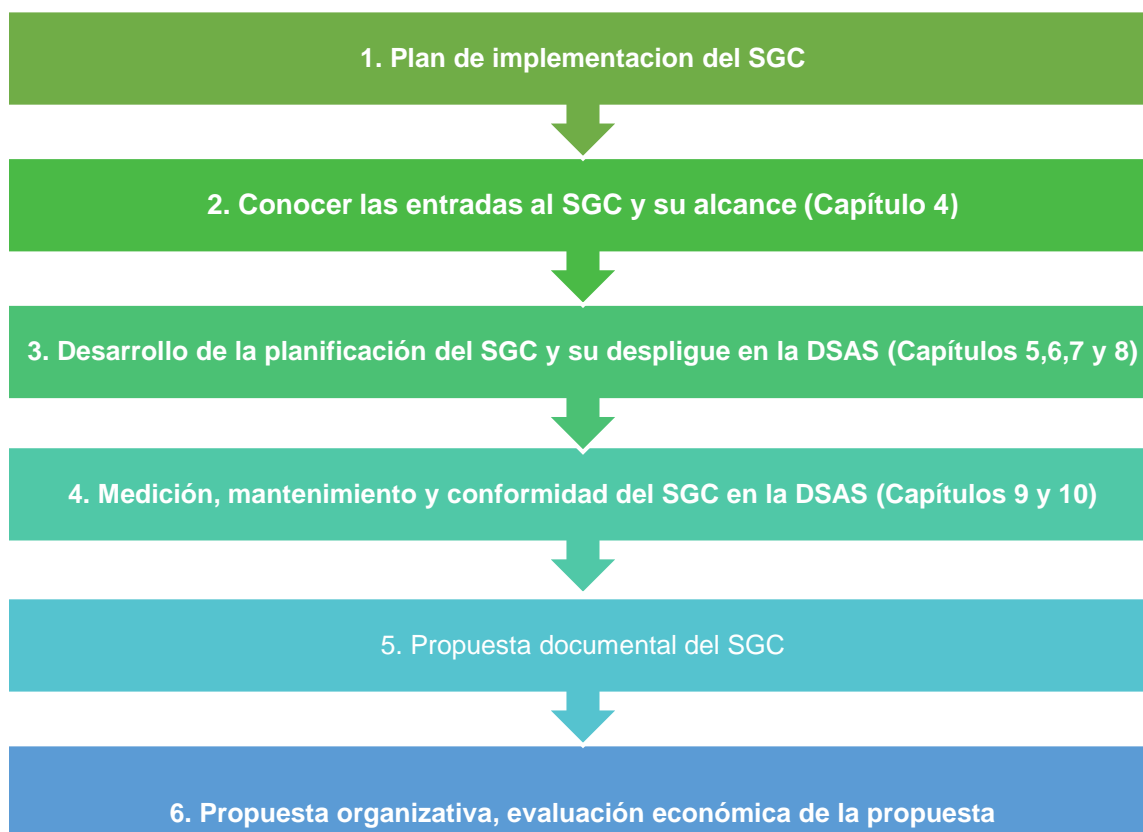 1. Plan de implementacion del SGC
2. Conocer las entradas al SGC y su alcance (Capítulo 4)
3. Desarrollo de la planificación del SGC y su despligue en la DSAS (Capítulos 5,6,7 y 8)
4. Medición, mantenimiento y conformidad del SGC en la DSAS (Capítulos 9 y 10)
5. Propuesta documental del SGC
6. Propuesta organizativa, evaluación económica de la propuesta